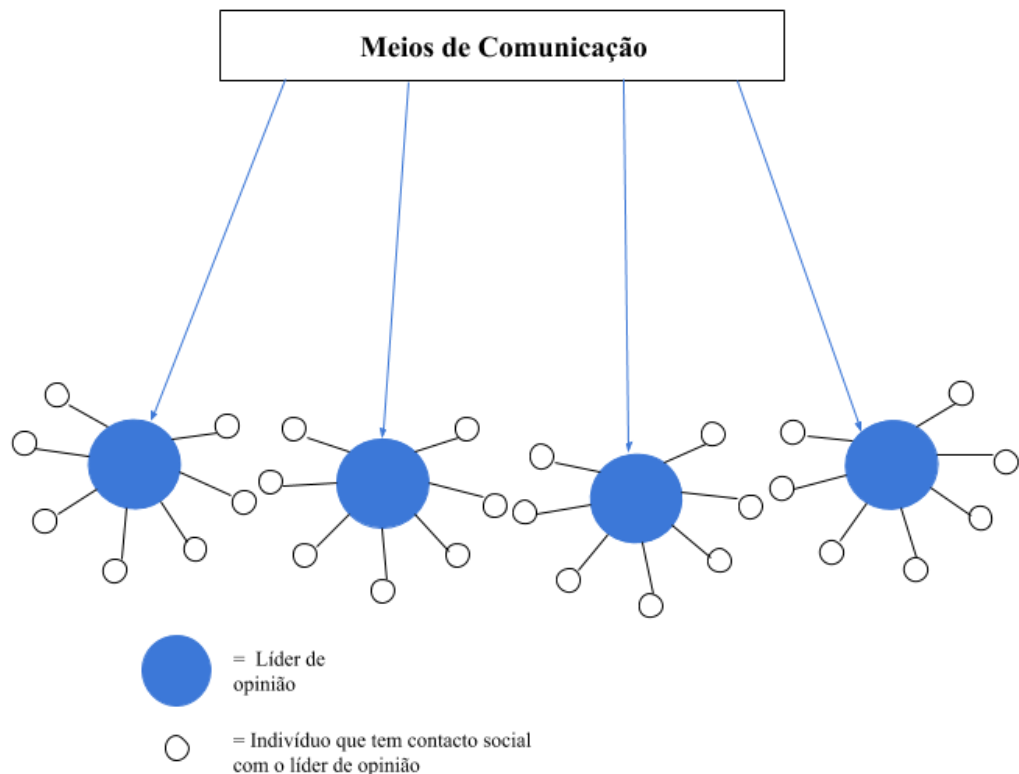 Meios de Comunicação
= Líder de
opinião
= Indivíduo que tem contacto social
com o líder de opinião